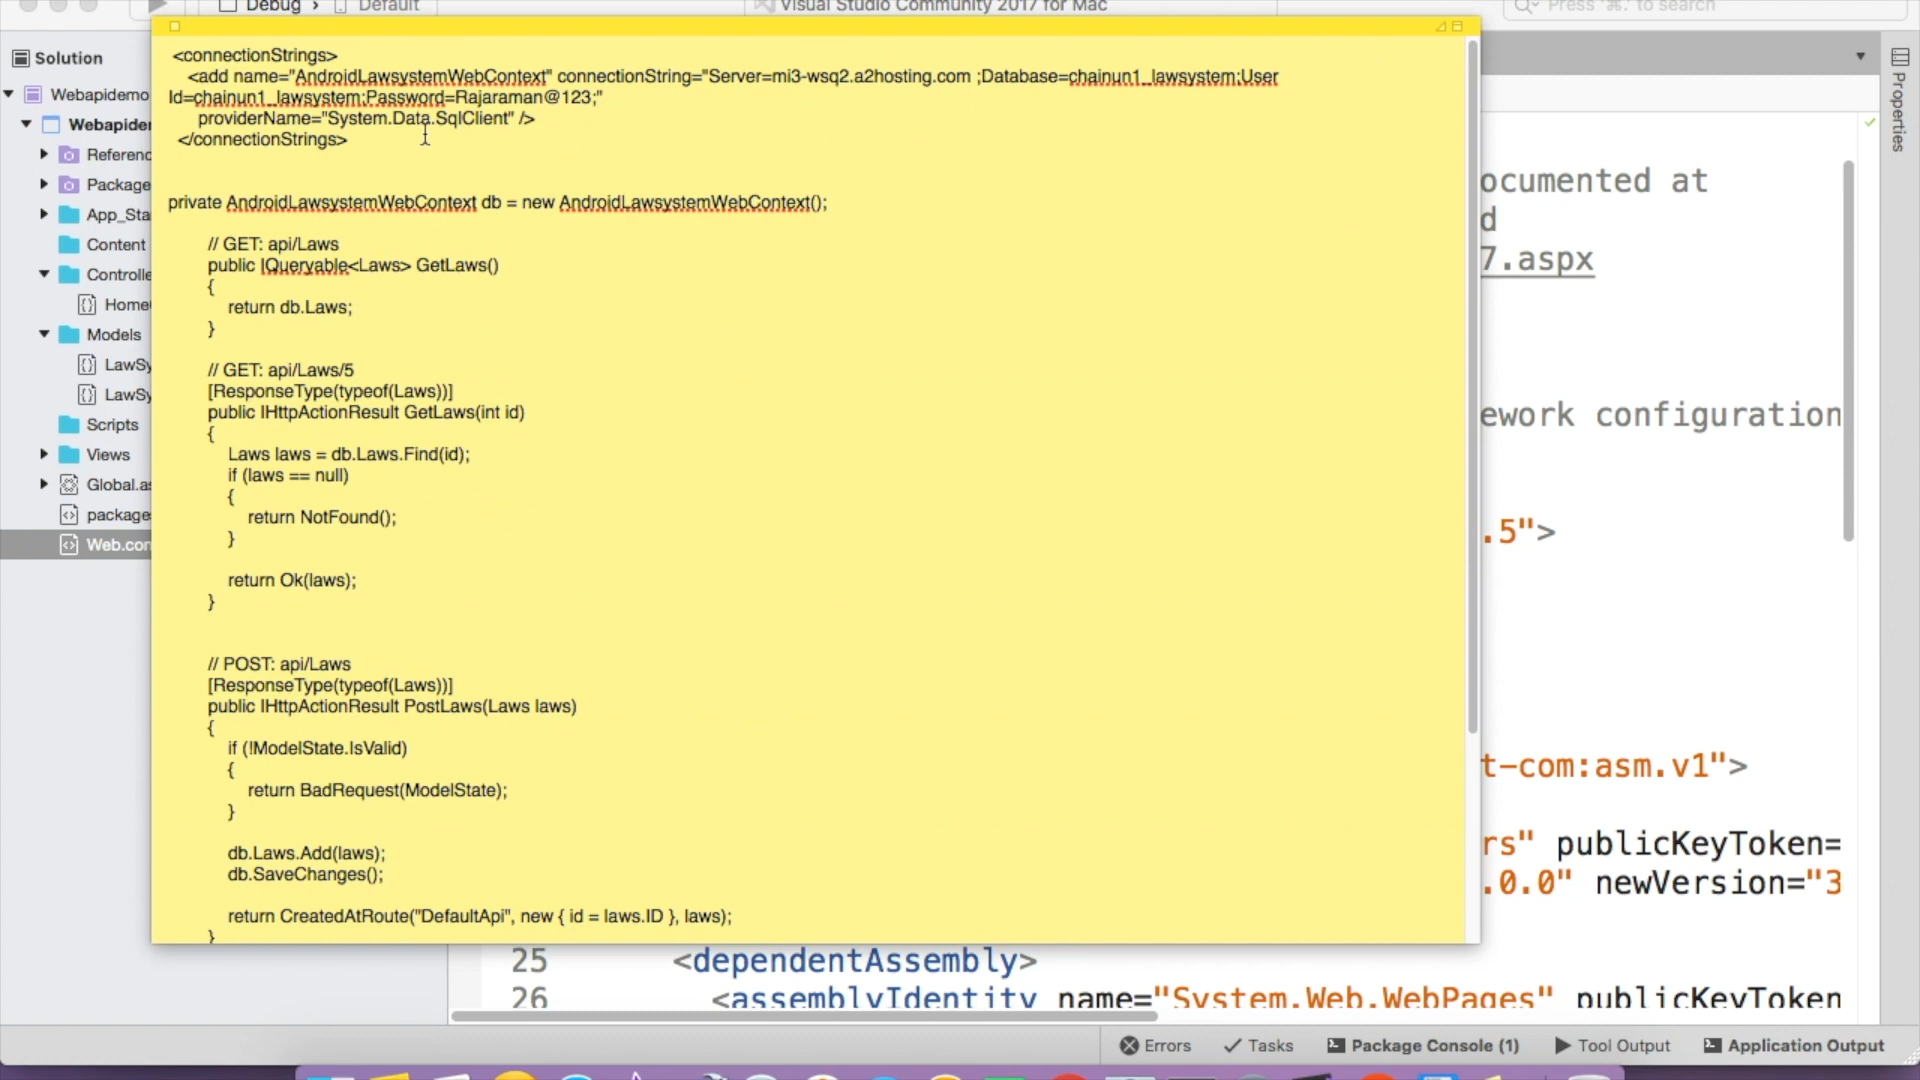 Debug › Default
Visual Studio Community 2017 for Mac
Press '⌘.' to search
Solution
Webapidemo
Webapider
Referenc
Package
App_Sta
Content
Controlle
Home
Models
LawSy
LawSy
Scripts
Views
Global.as
package
Web.con
<connectionStrings>
<add name="AndroidLawsystemWebContext" connectionString="Server=mi3-wsq2.a2hosting.com ;Database=chainun1_lawsystem;User
Id=chainun1_lawsystem;Password=Rajaraman@123;"
providerName="System.Data.SqlClient" />
</connectionStrings>
private AndroidLawsystemWebContext db = new AndroidLawsystemWebContext();
// GET: api/Laws
public IQueryable<Laws> GetLaws()
{
return db.Laws;
}
// GET: api/Laws/5
[ResponseType(typeof(Laws))]
public IHttpActionResult GetLaws(int id)
{
Laws laws = db.Laws.Find(id);
if (laws == null)
{
return NotFound();
}
return Ok(laws);
}
// POST: api/Laws
[ResponseType(typeof(Laws))]
public IHttpActionResult PostLaws(Laws laws)
{
if (!ModelState.IsValid)
{
return BadRequest(ModelState);
}
db.Laws.Add(laws);
db.SaveChanges();
return CreatedAtRoute("DefaultApi", new { id = laws.ID }, laws);
}
Properties
ocumented at
d
7.aspx
ework configuration
.5">
t-com:asm.v1">
rs" publicKeyToken=
.0.0" newVersion="3
25 <dependentAssembly>
26 <assemblyIdentity name="System.Web.WebPages" publicKeyToken
Errors Tasks Package Console (1) Tool Output Application Output